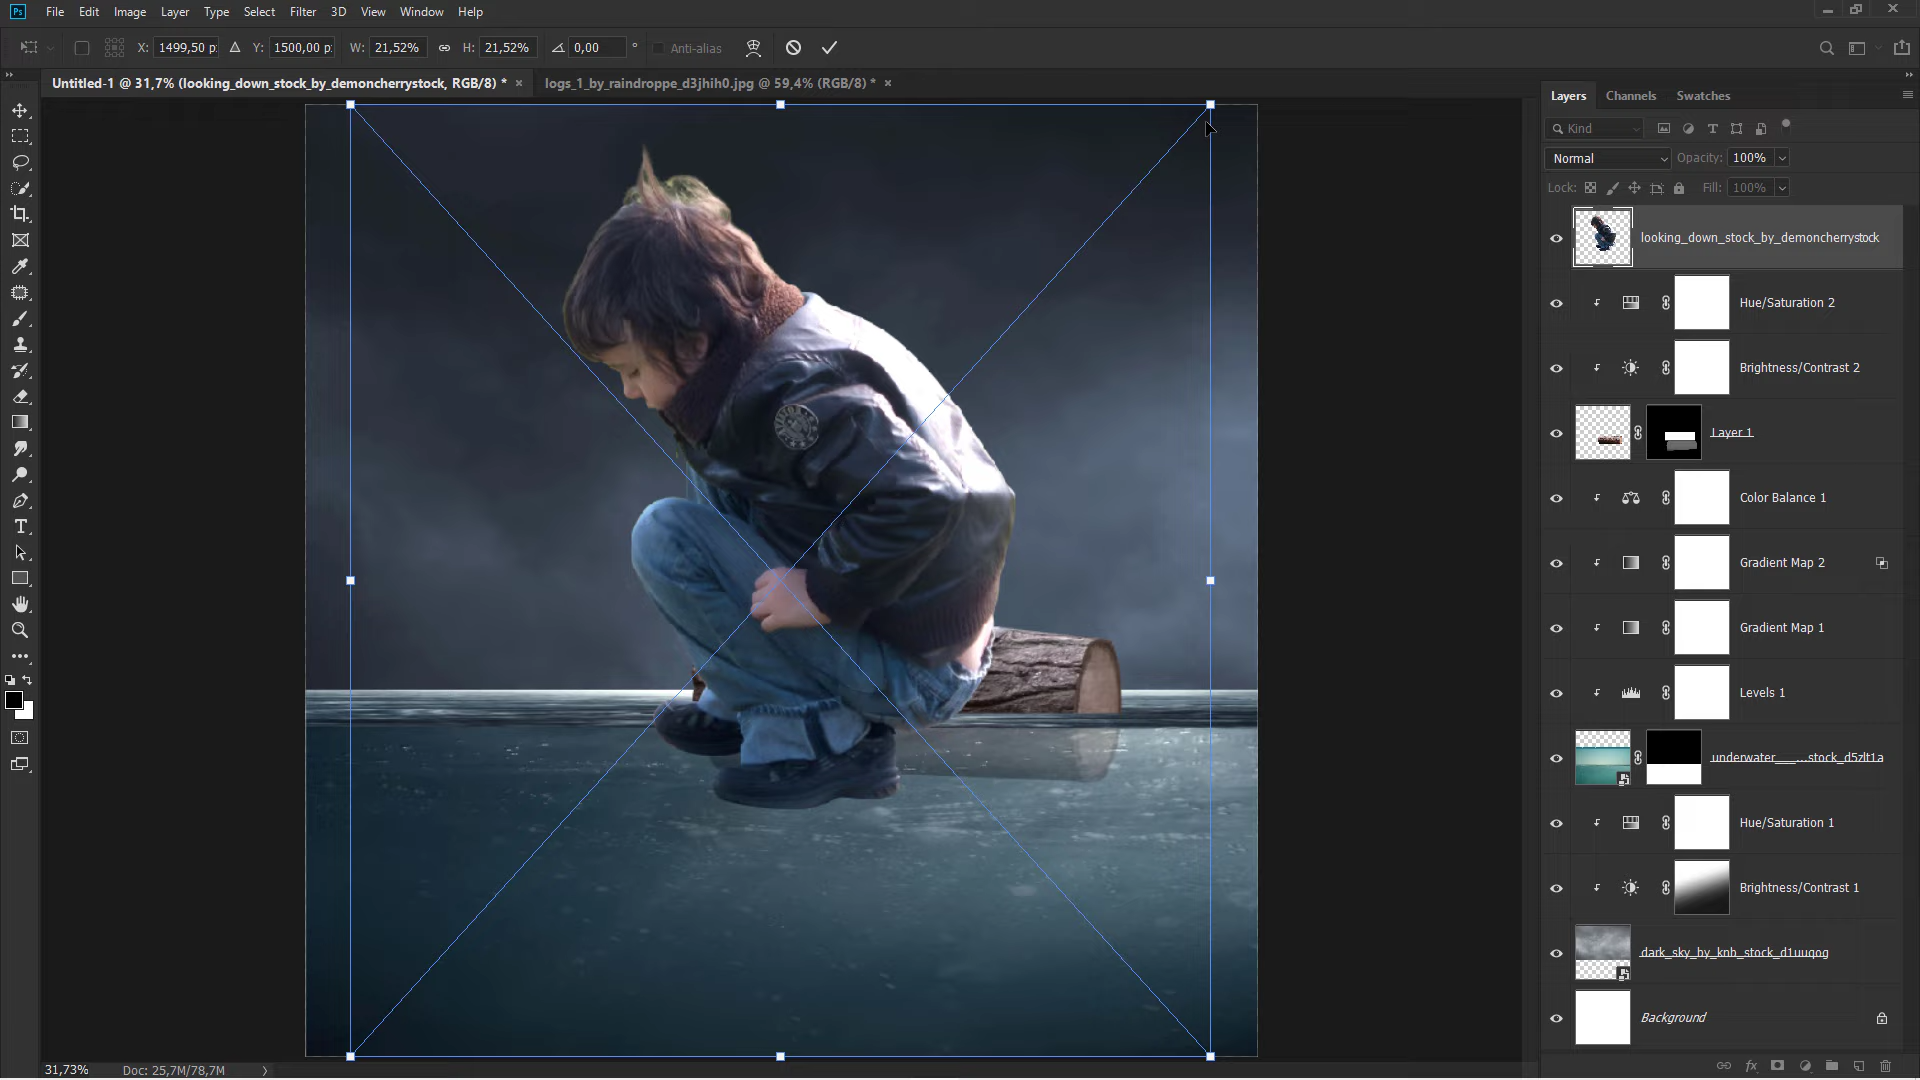 Ps File Edit Image Layer Type Select Filter 3D View Window Help
X: 1499,50 p: Y: 1500,00 p: W: 21,52% H: 21,52% 0,00 ° Anti-alias
Untitled-1 @ 31,7% (looking_down_stock_by_demoncherrystock, RGB/8) * × logs_1_by_raindroppe_d3jhih0.jpg @ 59,4% (RGB/8) * ×
Layers Channels Swatches
Kind
Normal Opacity: 100%
Lock: Fill: 100%
looking_down_stock_by_demoncherrystock
Hue/Saturation 2
Brightness/Contrast 2
Layer 1
Color Balance 1
Gradient Map 2
Gradient Map 1
Levels 1
underwater___...stock_d5zlt1a
Hue/Saturation 1
Brightness/Contrast 1
dark_sky_by_knb_stock_d1uuqog
Background
31,73% Doc: 25,7M/78,7M